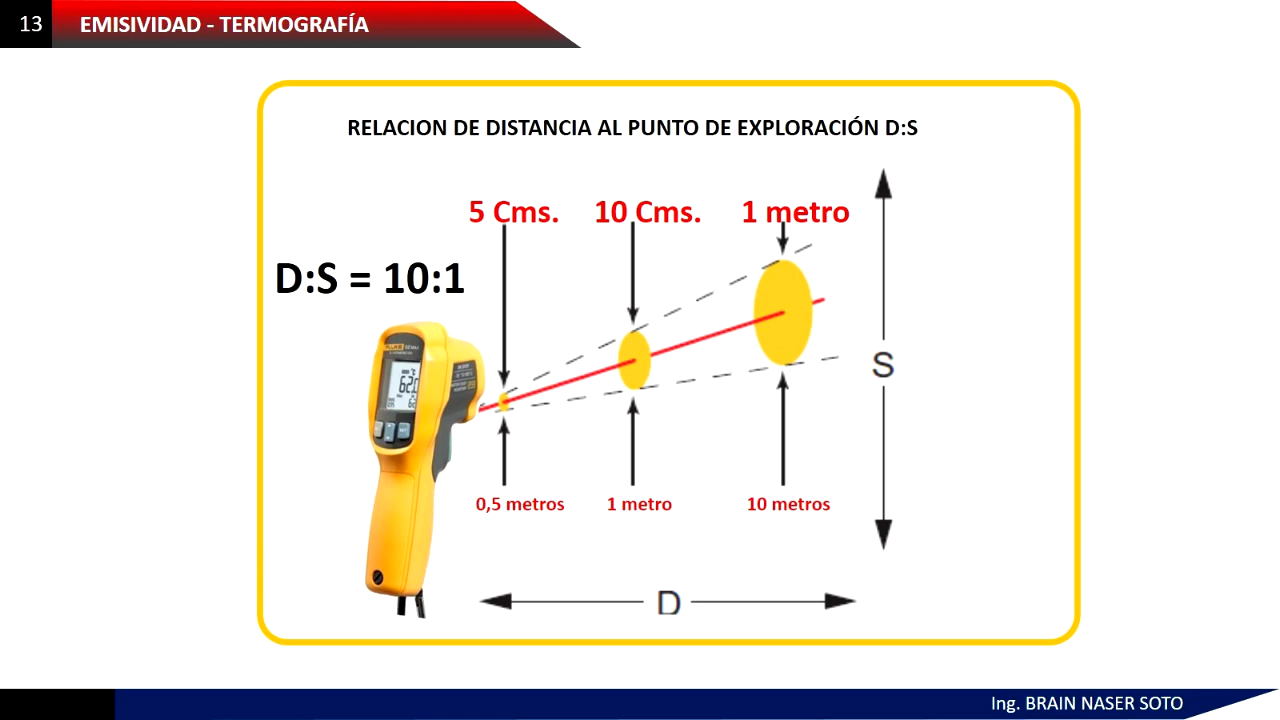 13
EMISIVIDAD - TERMOGRAFÍA
RELACION DE DISTANCIA AL PUNTO DE EXPLORACIÓN D:S
5 Cms. 10 Cms. 1 metro
D:S = 10:1
FLUKE
S
0,5 metros 1 metro 10 metros
D
Ing. BRAIN NASER SOTO